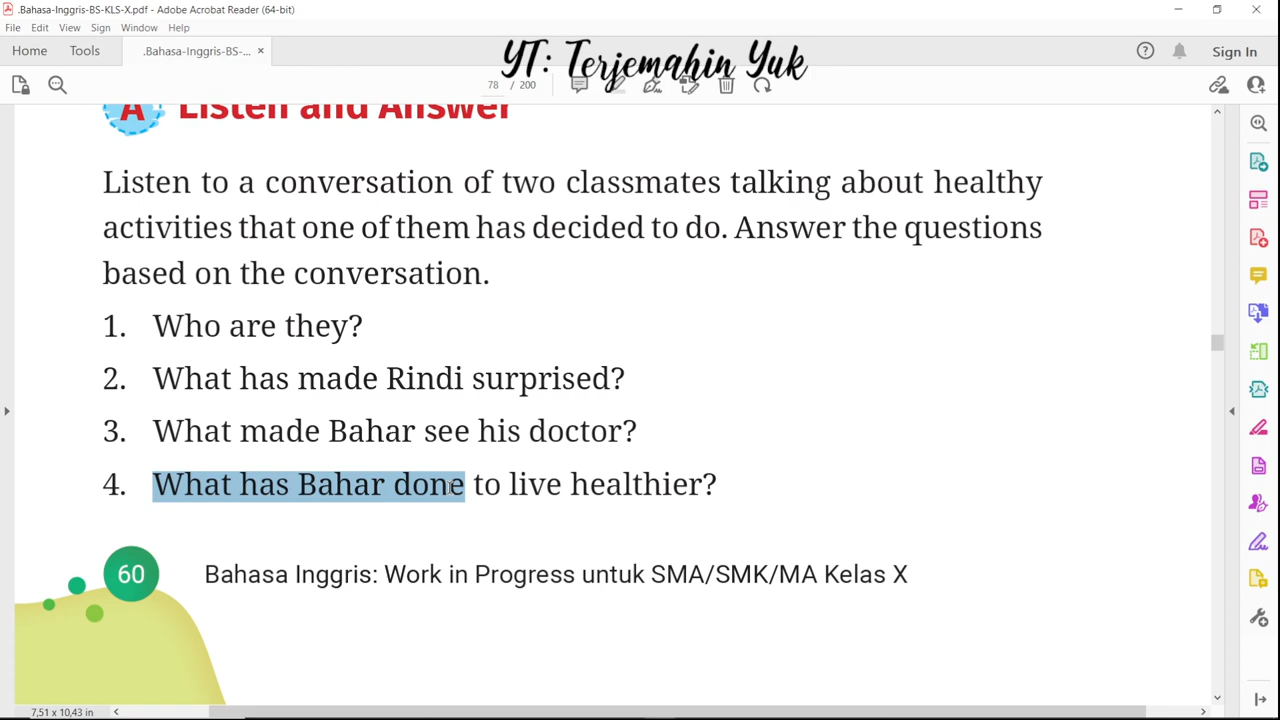 .Bahasa-Inggris-BS-KLS-X.pdf - Adobe Acrobat Reader (64-bit)
File Edit View Sign Window Help
Home Tools .Bahasa-Inggris-BS-... × Sign In
YT: Terjemahin Yuk
78 / 200
A Listen and Answer
Listen to a conversation of two classmates talking about healthy
activities that one of them has decided to do. Answer the questions
based on the conversation.
1. Who are they?
2. What has made Rindi surprised?
3. What made Bahar see his doctor?
4. What has Bahar done to live healthier?
60 Bahasa Inggris: Work in Progress untuk SMA/SMK/MA Kelas X
7,51 x 10,43 in